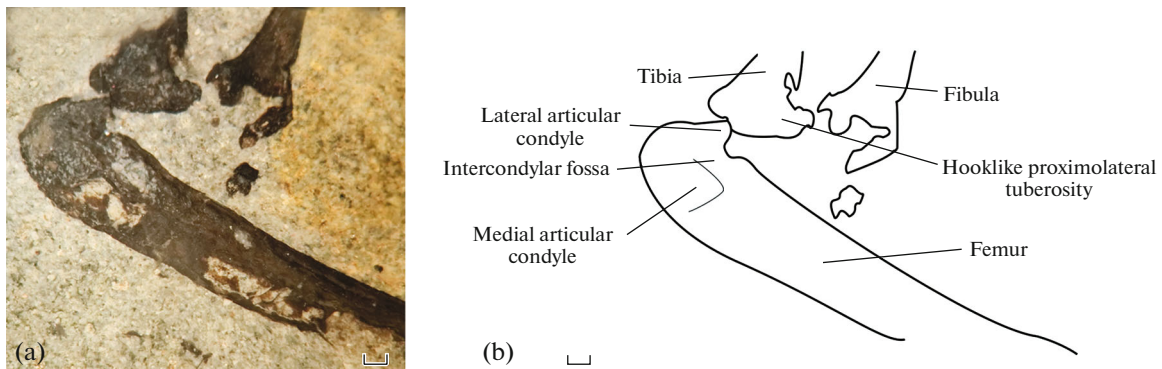 Tibia
Fibula
Lateral articular
condyle
Intercondylar fossa
Hooklike proximolateral
tuberosity
Medial articular
condyle
Femur
(a)
(b)